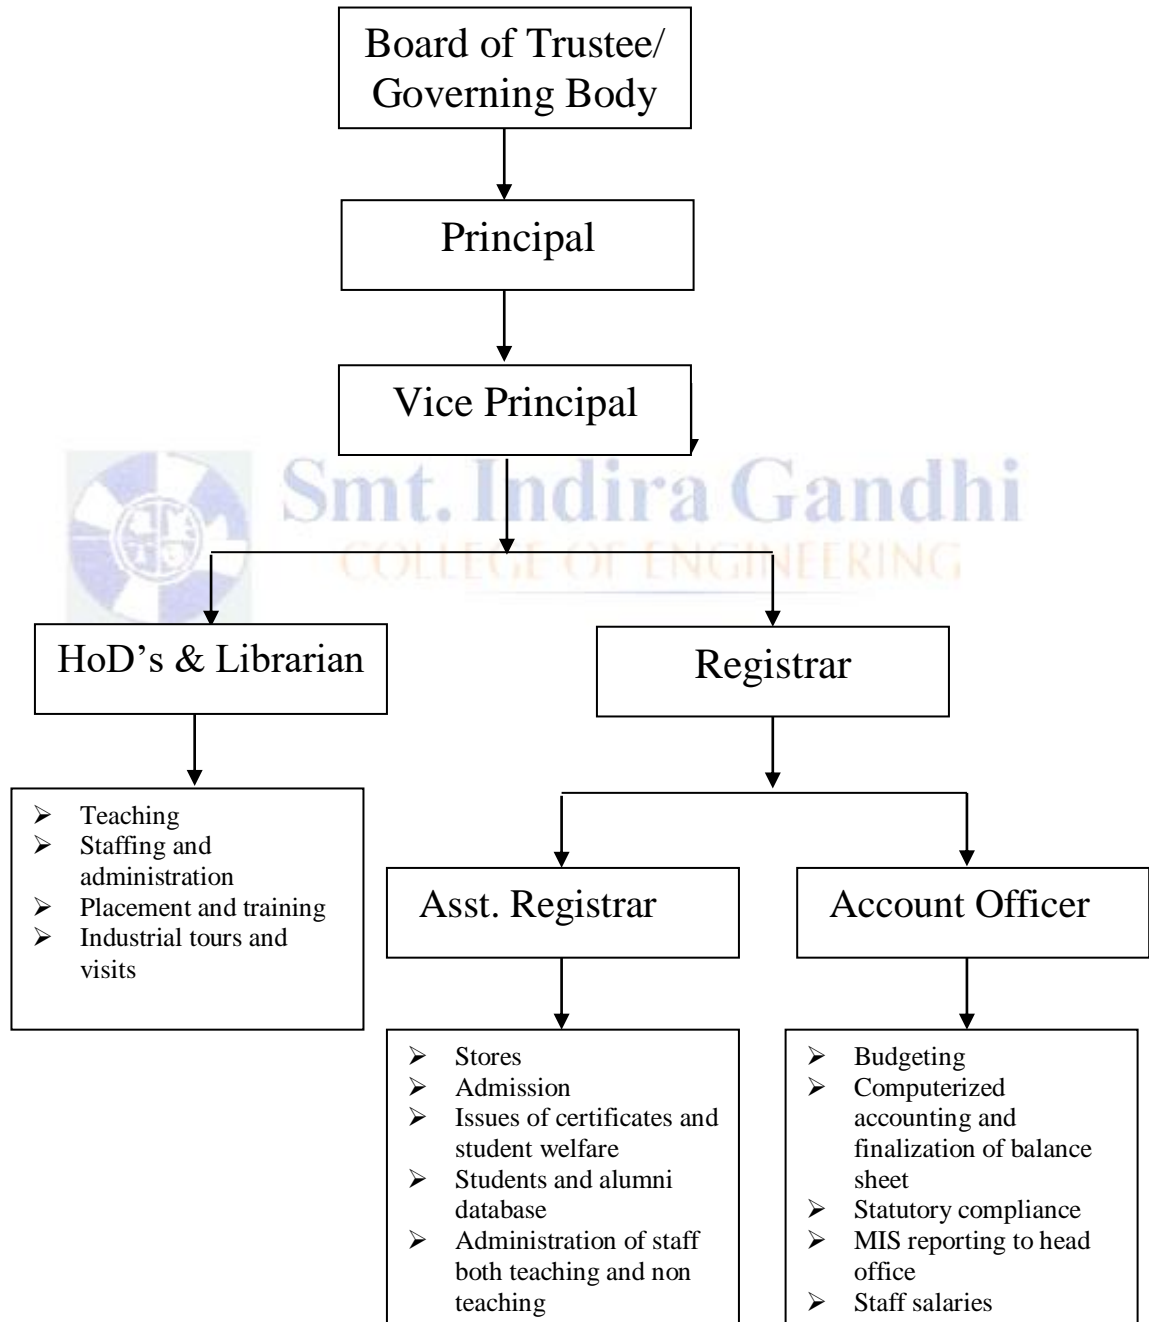 Board of Trustee/
Governing Body
Principal
Vice Principal
Smt. Indira Gandhi
COLLEGE OF ENGINEERING
HoD’s & Librarian
Registrar
➢ Teaching
➢ Staffing and
administration
➢ Placement and training
➢ Industrial tours and
visits
Asst. Registrar
Account Officer
➢ Stores
➢ Admission
➢ Issues of certificates and
student welfare
➢ Students and alumni
database
➢ Administration of staff
both teaching and non
teaching
➢ Budgeting
➢ Computerized
accounting and
finalization of balance
sheet
➢ Statutory compliance
➢ MIS reporting to head
office
➢ Staff salaries